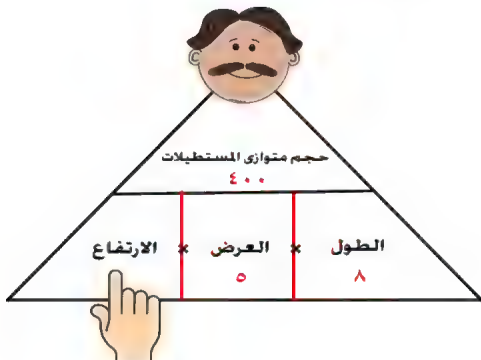 حجم متوازى المستطيلات
٤٠٠
الطول × العرض × الارتفاع
٨ ٥